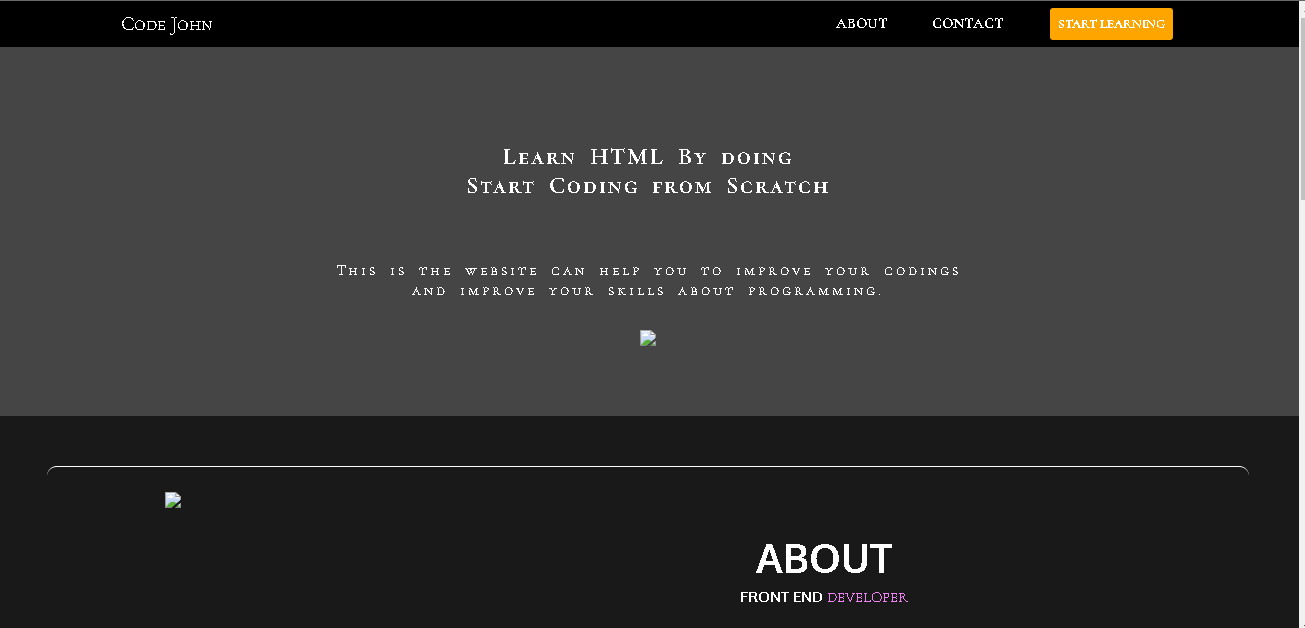 Code John
ABOUT
CONTACT
START LEARNING
Learn HTML By doing
Start Coding from Scratch
This is the website can help you to improve your codings
and improve your skills about programming.
ABOUT
FRONT END DEVELOPER